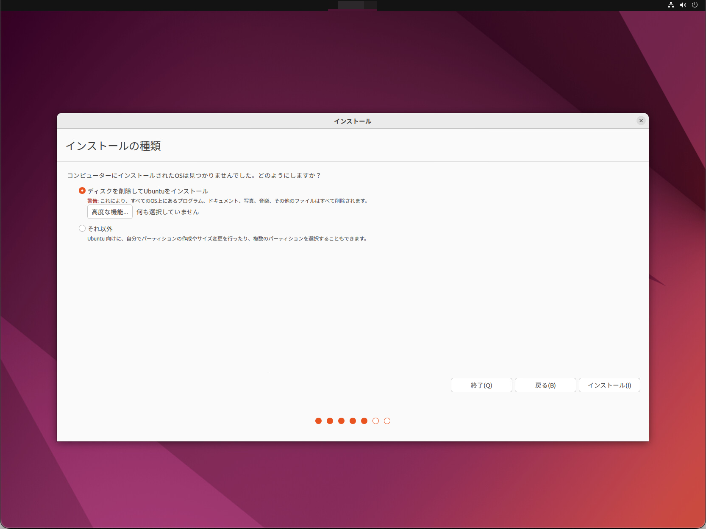 インストール
インストールの種類
コンピューターにインストールされたOSは見つかりませんでした。どのようにしますか？
ディスクを削除してUbuntuをインストール
警告: これにより、すべてのOS上にあるプログラム、ドキュメント、写真、音楽、その他のファイルはすべて削除されます。
高度な機能... 何も選択していません
それ以外
Ubuntu 向けに、自分でパーティションの作成やサイズ変更を行ったり、複数のパーティションを選択することもできます。
終了(Q) 戻る(B) インストール(I)